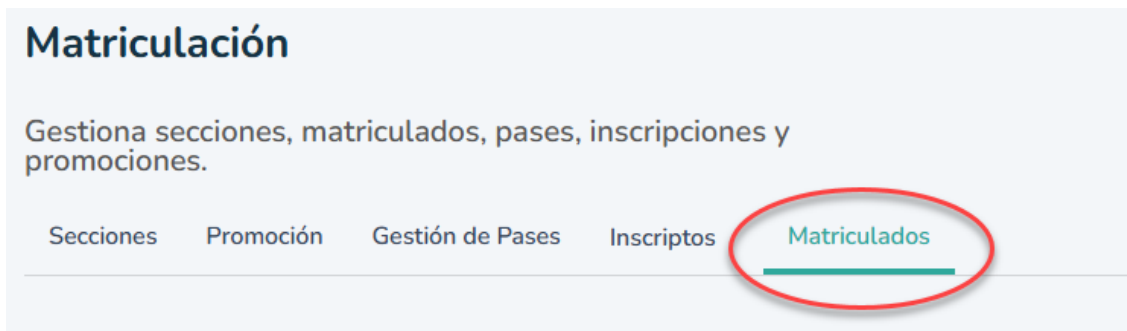 Matriculación
Gestiona secciones, matriculados, pases, inscripciones y
promociones.
Secciones Promoción Gestión de Pases Inscriptos Matriculados